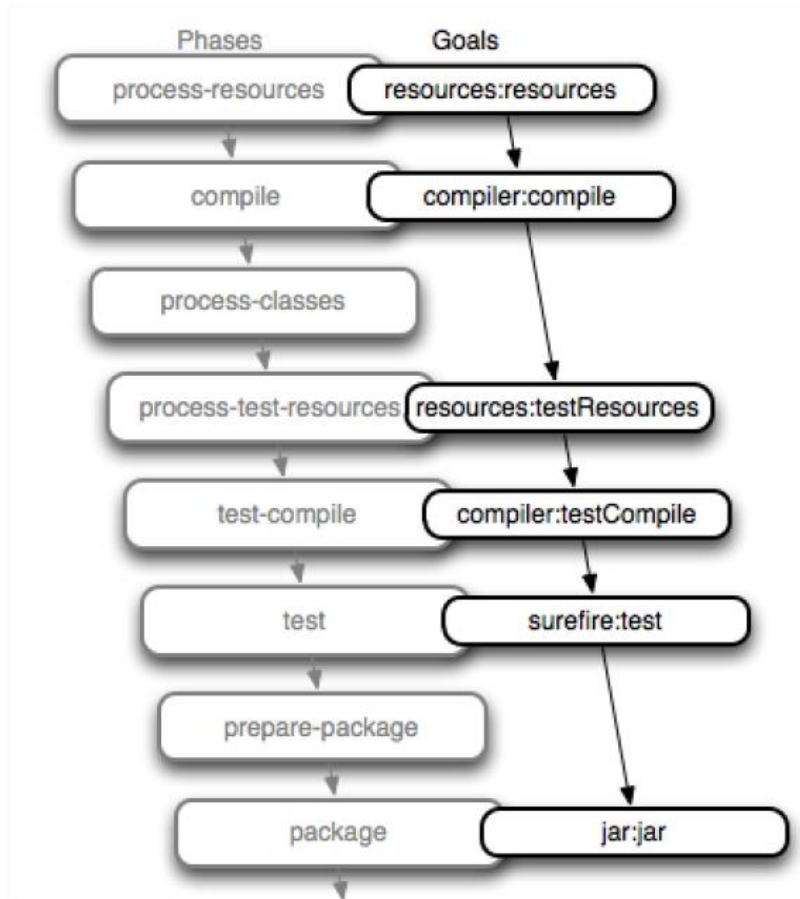 Phases Goals
process-resources resources:resources
compile compiler:compile
process-classes
process-test-resources resources:testResources
test-compile compiler:testCompile
test surefire:test
prepare-package
package jar:jar